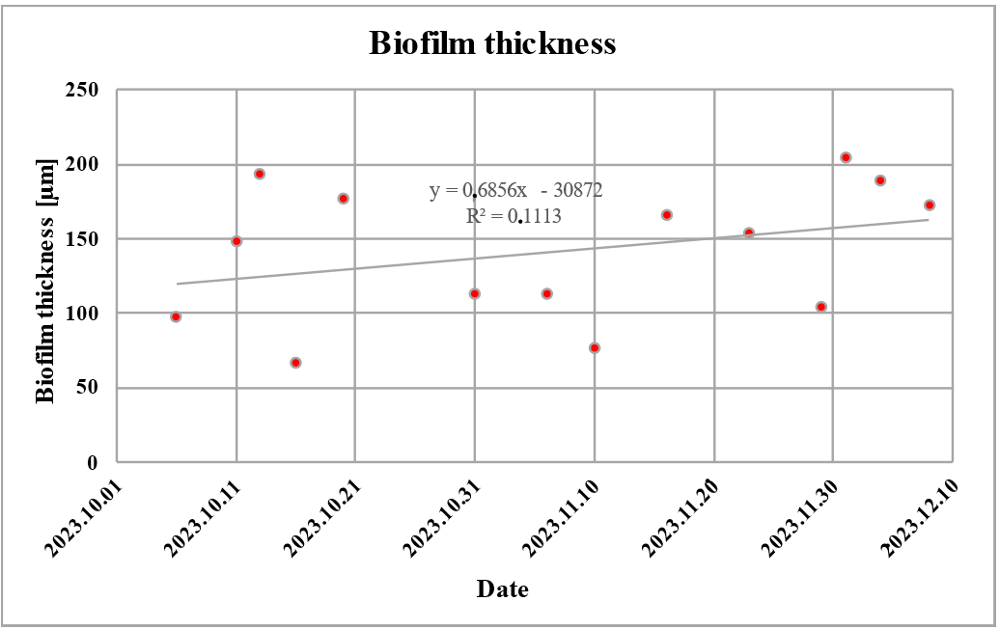 Biofilm thickness
250
200
150
100
50
0
Biofilm thickness [µm]
y = 0.6856x - 30872
R² = 0.1113
2023.10.01
2023.10.11
2023.10.21
2023.10.31
2023.11.10
2023.11.20
2023.11.30
2023.12.10
Date